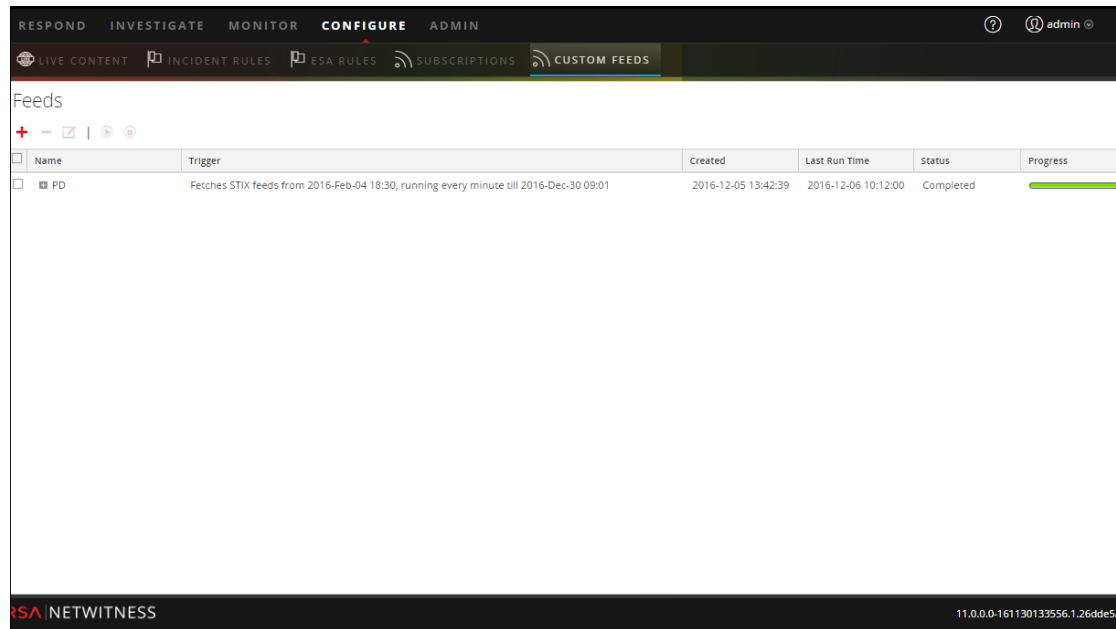 RESPOND INVESTIGATE MONITOR CONFIGURE ADMIN ? admin
LIVE CONTENT INCIDENT RULES ESA RULES SUBSCRIPTIONS CUSTOM FEEDS
Feeds
Name Trigger Created Last Run Time Status Progress
PD Fetches STIX feeds from 2016-Feb-04 18:30, running every minute till 2016-Dec-30 09:01 2016-12-05 13:42:39 2016-12-06 10:12:00 Completed
RSA NETWITNESS 11.0.0.0-161130133556.1.26dde5